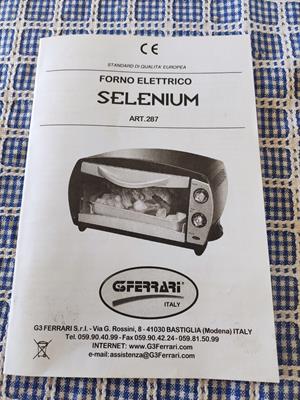 CE
STANDARD DI QUALITA' EUROPEA
FORNO ELETTRICO
SELENIUM
ART.287
G3FERRARI
ITALY
G3 FERRARI S.r.l. - Via G. Rossini, 8 - 41030 BASTIGLIA (Modena) ITALY
Tel. 059.90.40.99 - Fax 059.90.42.24 - 059.81.50.99
INTERNET: www.G3Ferrari.com
e-mail: assistenza@G3Ferrari.com